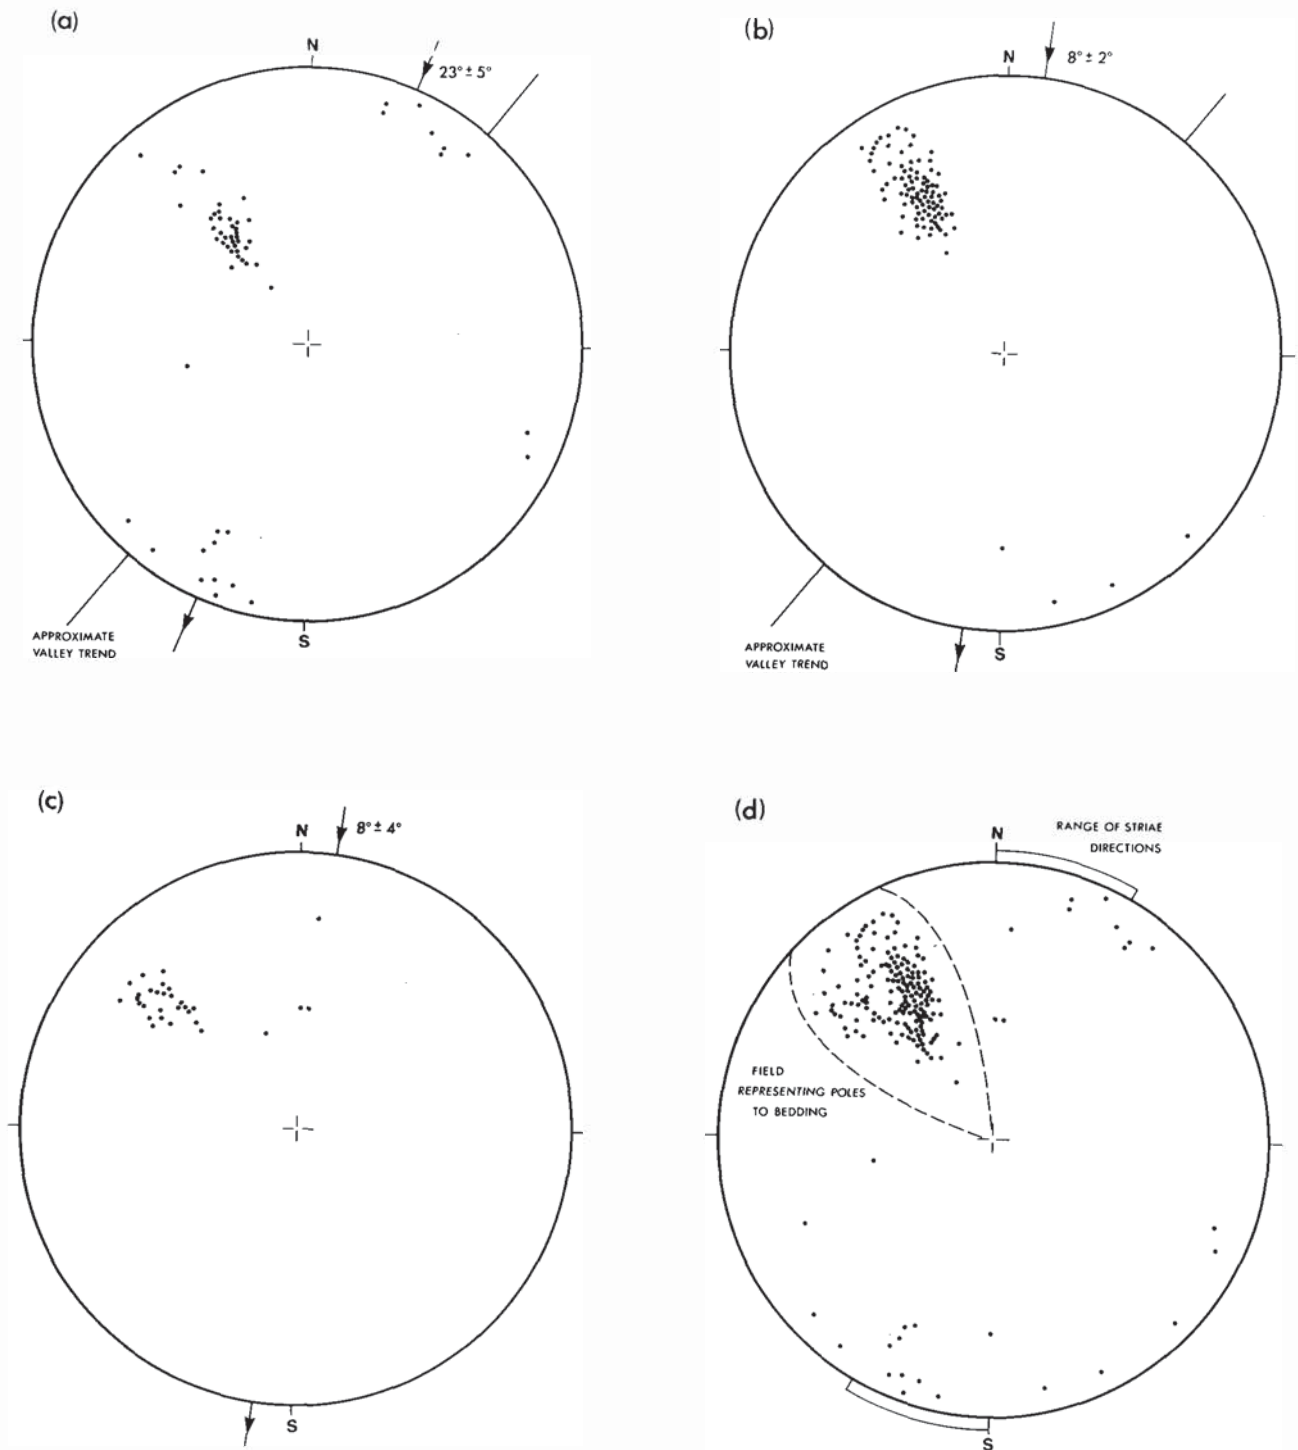 (a)
N
23° ± 5°
APPROXIMATE
VALLEY TREND
S
(b)
N
8° ± 2°
APPROXIMATE
VALLEY TREND
S
(c)
N
8° ± 4°
S
(d)
N
RANGE OF STRIAE
DIRECTIONS
FIELD
REPRESENTING POLES
TO BEDDING
S